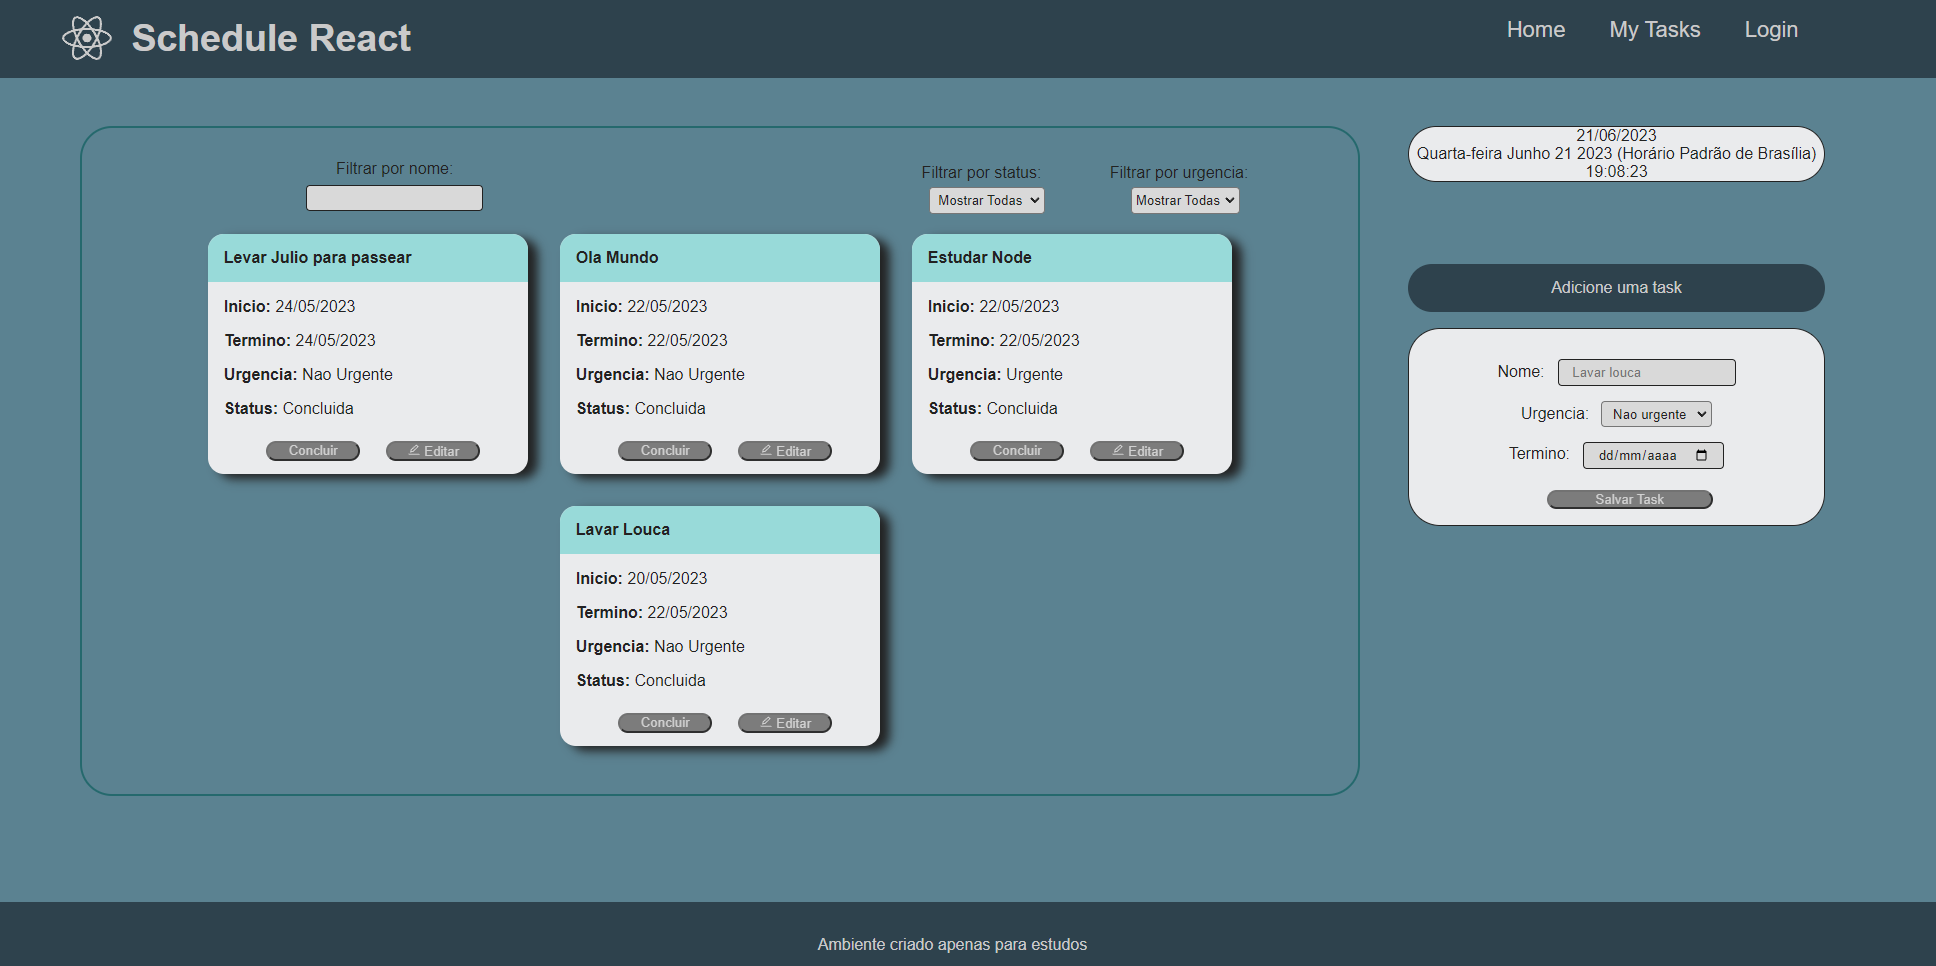 Schedule React
Home
My Tasks
Login
Filtrar por nome:
Filtrar por status:
Mostrar Todas
Filtrar por urgencia:
Mostrar Todas
Levar Julio para passear
Inicio: 24/05/2023
Termino: 24/05/2023
Urgencia: Nao Urgente
Status: Concluida
Concluir
Editar
Ola Mundo
Inicio: 22/05/2023
Termino: 22/05/2023
Urgencia: Nao Urgente
Status: Concluida
Concluir
Editar
Estudar Node
Inicio: 22/05/2023
Termino: 22/05/2023
Urgencia: Urgente
Status: Concluida
Concluir
Editar
Lavar Louca
Inicio: 20/05/2023
Termino: 22/05/2023
Urgencia: Nao Urgente
Status: Concluida
Concluir
Editar
21/06/2023
Quarta-feira Junho 21 2023 (Horário Padrão de Brasília)
19:08:23
Adicione uma task
Nome: Lavar louca
Urgencia: Nao urgente
Termino: dd/mm/aaaa
Salvar Task
Ambiente criado apenas para estudos